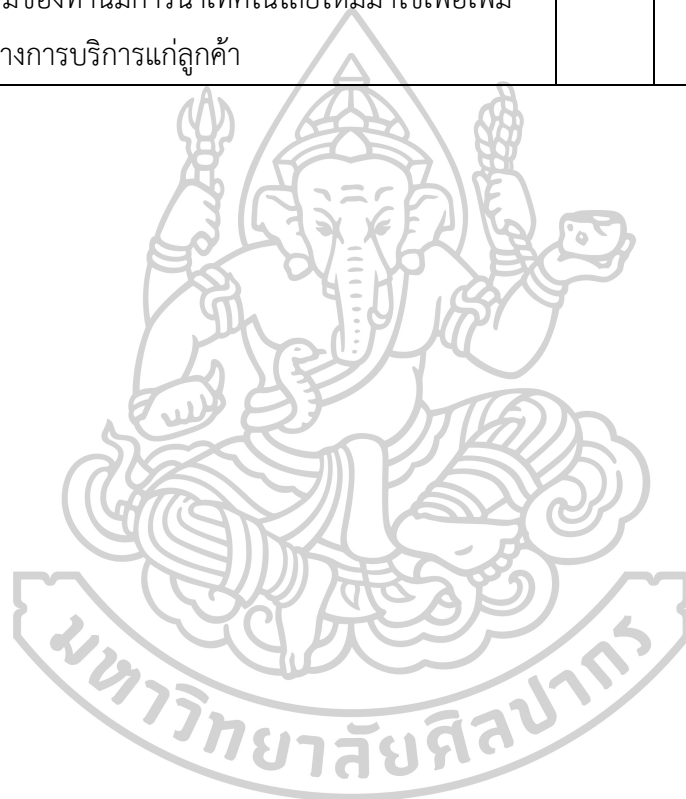 มของท่านมีการนำเทคโนโลยีใหม่มาใช้เพื่อเพิ่ม
างการบริการแก่ลูกค้า
มหาวิทยาลัยศิลปากร